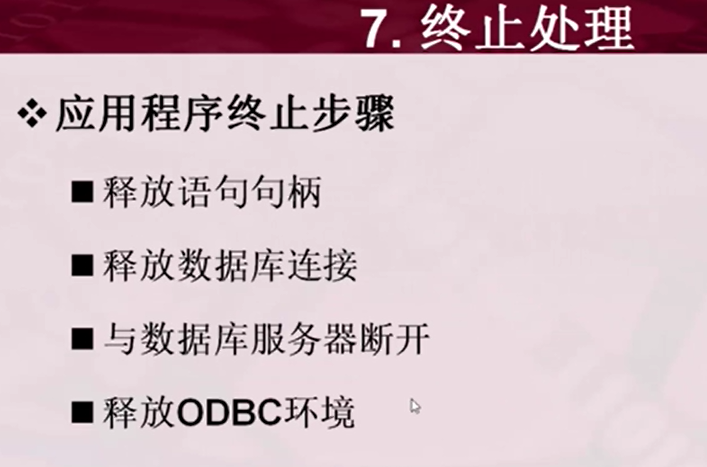 7. 终止处理
应用程序终止步骤
释放语句句柄
释放数据库连接
与数据库服务器断开
释放ODBC环境